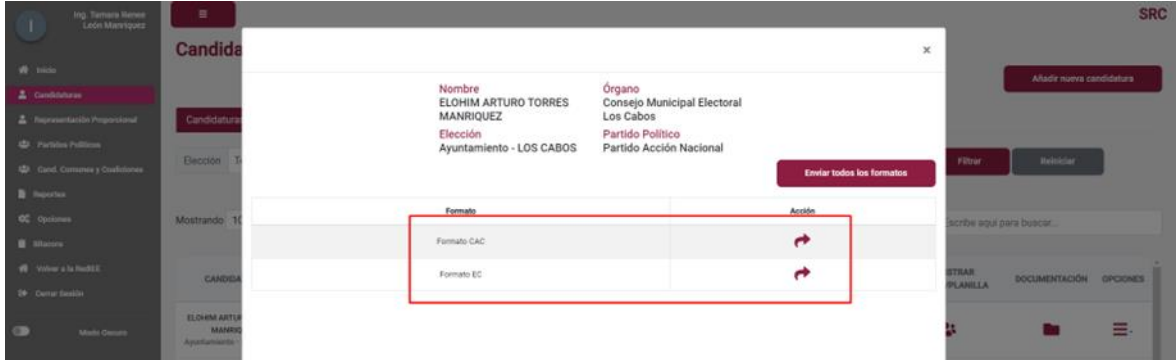 Ing. Tamara Renee
León Manriquez
I
Inicio
Candidaturas
Representación Proporcional
Partidos Políticos
Cand. Comunes y Coaliciones
Reportes
Opciones
Bitacora
Volver a la RedIEE
Cerrar Sesión
Modo Oscuro
SRC
Candida
Añadir nueva candidatura
Candidaturas
Elección
Filtrar
Reiniciar
Mostrando 10
Escribe aquí para buscar...
CANDIDA
STRAR
/PLANILLA
DOCUMENTACIÓN
OPCIONES
ELOHIM ARTU
MANRIQ
Ayuntamiento -
×
Nombre
ELOHIM ARTURO TORRES
MANRIQUEZ
Órgano
Consejo Municipal Electoral
Los Cabos
Elección
Ayuntamiento - LOS CABOS
Partido Político
Partido Acción Nacional
Enviar todos los formatos
Formato
Acción
Formato CAC
Formato EC